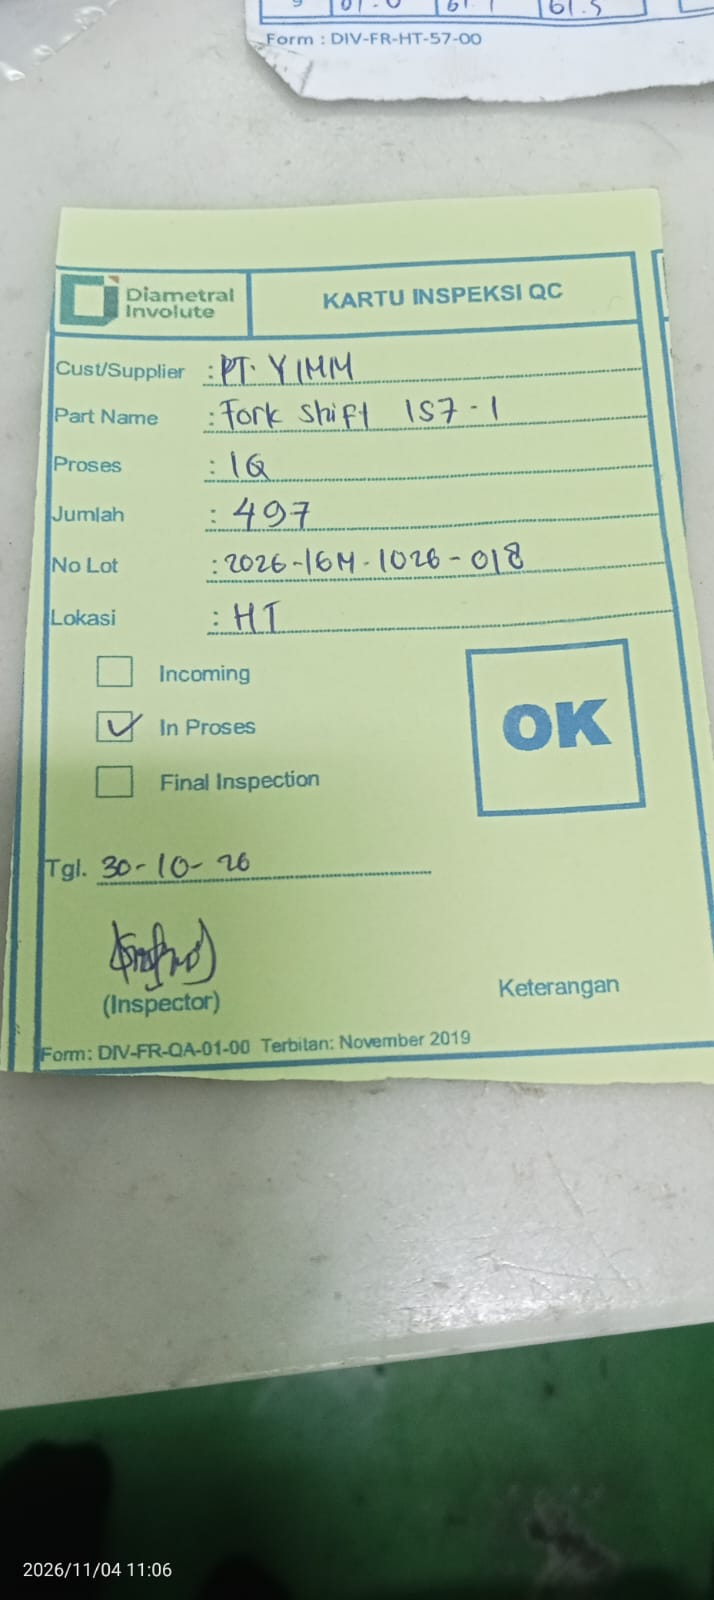 61.5
Form : DIV-FR-HT-57-00
Diametral
Involute
KARTU INSPEKSI QC
Cust/Supplier : PT. YIMM
Part Name : Fork Shift 1S7-1
Proses : IQ
Jumlah : 497
No Lot : 2026-16M-1026-018
Lokasi : HT
Incoming
In Proses
OK
Final Inspection
Tgl. 30-10-26
(Inspector)
Keterangan
Form: DIV-FR-QA-01-00 Terbitan: November 2019
2026/11/04 11:06